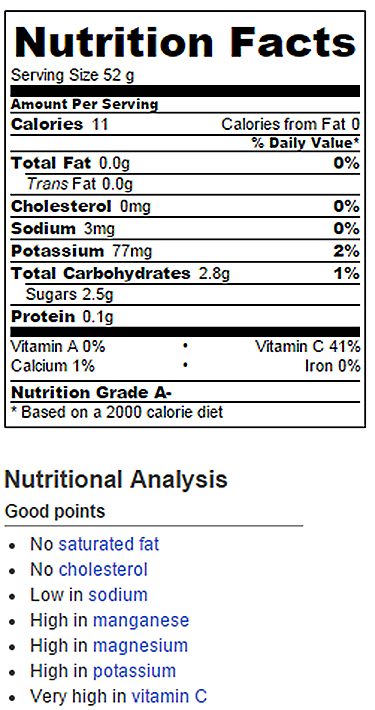 Nutrition Facts
Serving Size 52 g
Amount Per Serving
Calories 11 Calories from Fat 0
% Daily Value*
Total Fat 0.0g 0%
Trans Fat 0.0g
Cholesterol 0mg 0%
Sodium 3mg 0%
Potassium 77mg 2%
Total Carbohydrates 2.8g 1%
Sugars 2.5g
Protein 0.1g
Vitamin A 0% • Vitamin C 41%
Calcium 1% • Iron 0%
Nutrition Grade A-
* Based on a 2000 calorie diet
Nutritional Analysis
Good points
• No saturated fat
• No cholesterol
• Low in sodium
• High in manganese
• High in magnesium
• High in potassium
• Very high in vitamin C